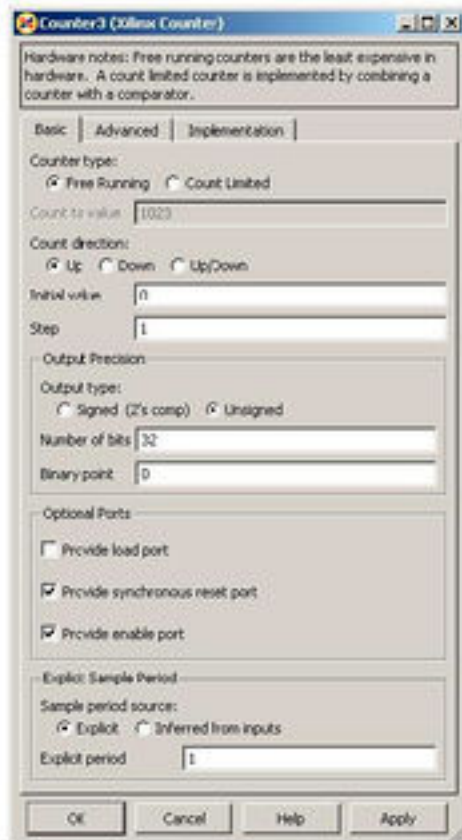 Counter3 (Xilinx Counter)
Hardware notes: Free running counters are the least expensive in
hardware. A count limited counter is implemented by combining a
counter with a comparator.
Basic Advanced Implementation
Counter type:
Free Running Count Limited
Count to value 1023
Count direction:
Up Down Up/Down
Initial value 0
Step 1
Output Precision
Output type:
Signed (2's comp) Unsigned
Number of bits 32
Binary point 0
Optional Ports
Provide load port
Provide synchronous reset port
Provide enable port
Explicit Sample Period
Sample period source:
Explicit Inferred from inputs
Explicit period 1
OK Cancel Help Apply